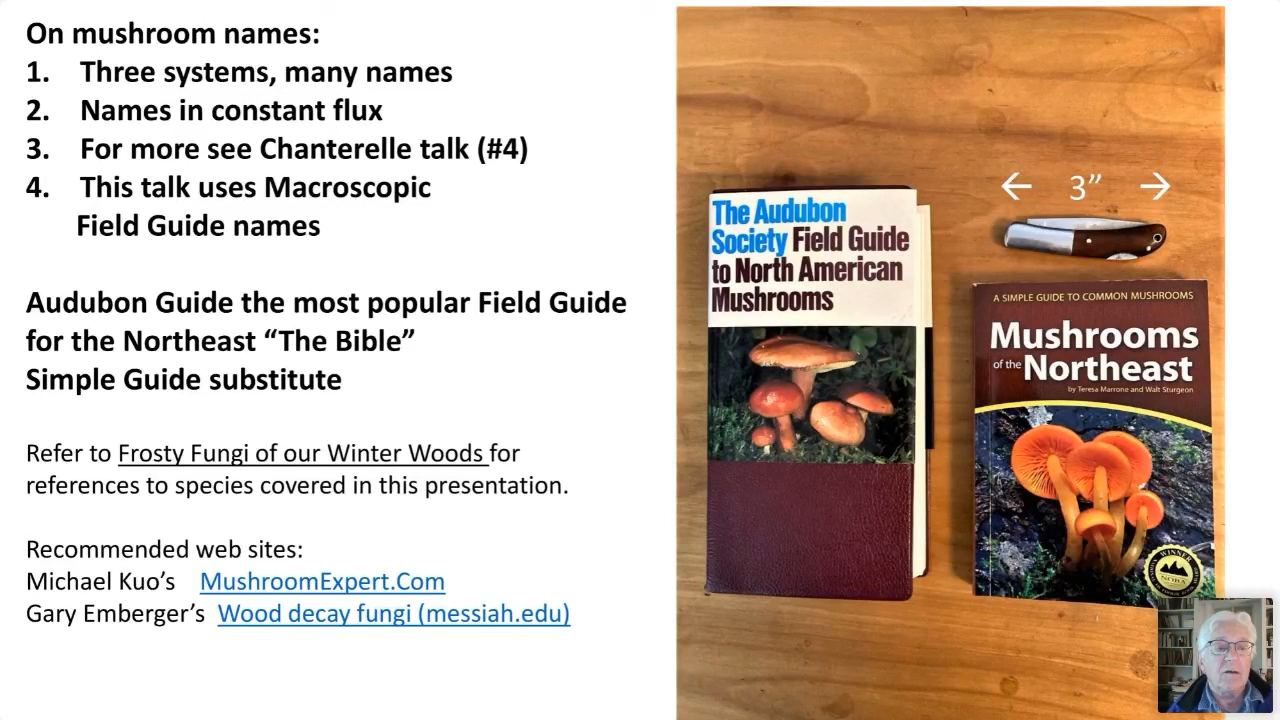 On mushroom names:
1. Three systems, many names
2. Names in constant flux
3. For more see Chanterelle talk (#4)
4. This talk uses Macroscopic
Field Guide names
Audubon Guide the most popular Field Guide
for the Northeast “The Bible”
Simple Guide substitute
Refer to Frosty Fungi of our Winter Woods for
references to species covered in this presentation.
Recommended web sites:
Michael Kuo’s MushroomExpert.Com
Gary Emberger’s Wood decay fungi (messiah.edu)
The Audubon
Society Field Guide
to North American
Mushrooms
← 3” →
A SIMPLE GUIDE TO COMMON MUSHROOMS
Mushrooms
of the Northeast
by Teresa Marrone and Walt Sturgeon
WINNER
NOBA